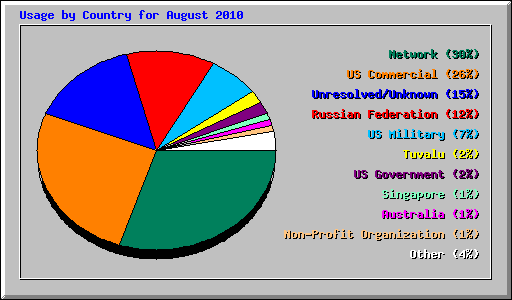 Usage by Country for August 2010
Network (30%)
US Commercial (26%)
Unresolved/Unknown (15%)
Russian Federation (12%)
US Military (7%)
Tuvalu (2%)
US Government (2%)
Singapore (1%)
Australia (1%)
Non-Profit Organization (1%)
Other (4%)